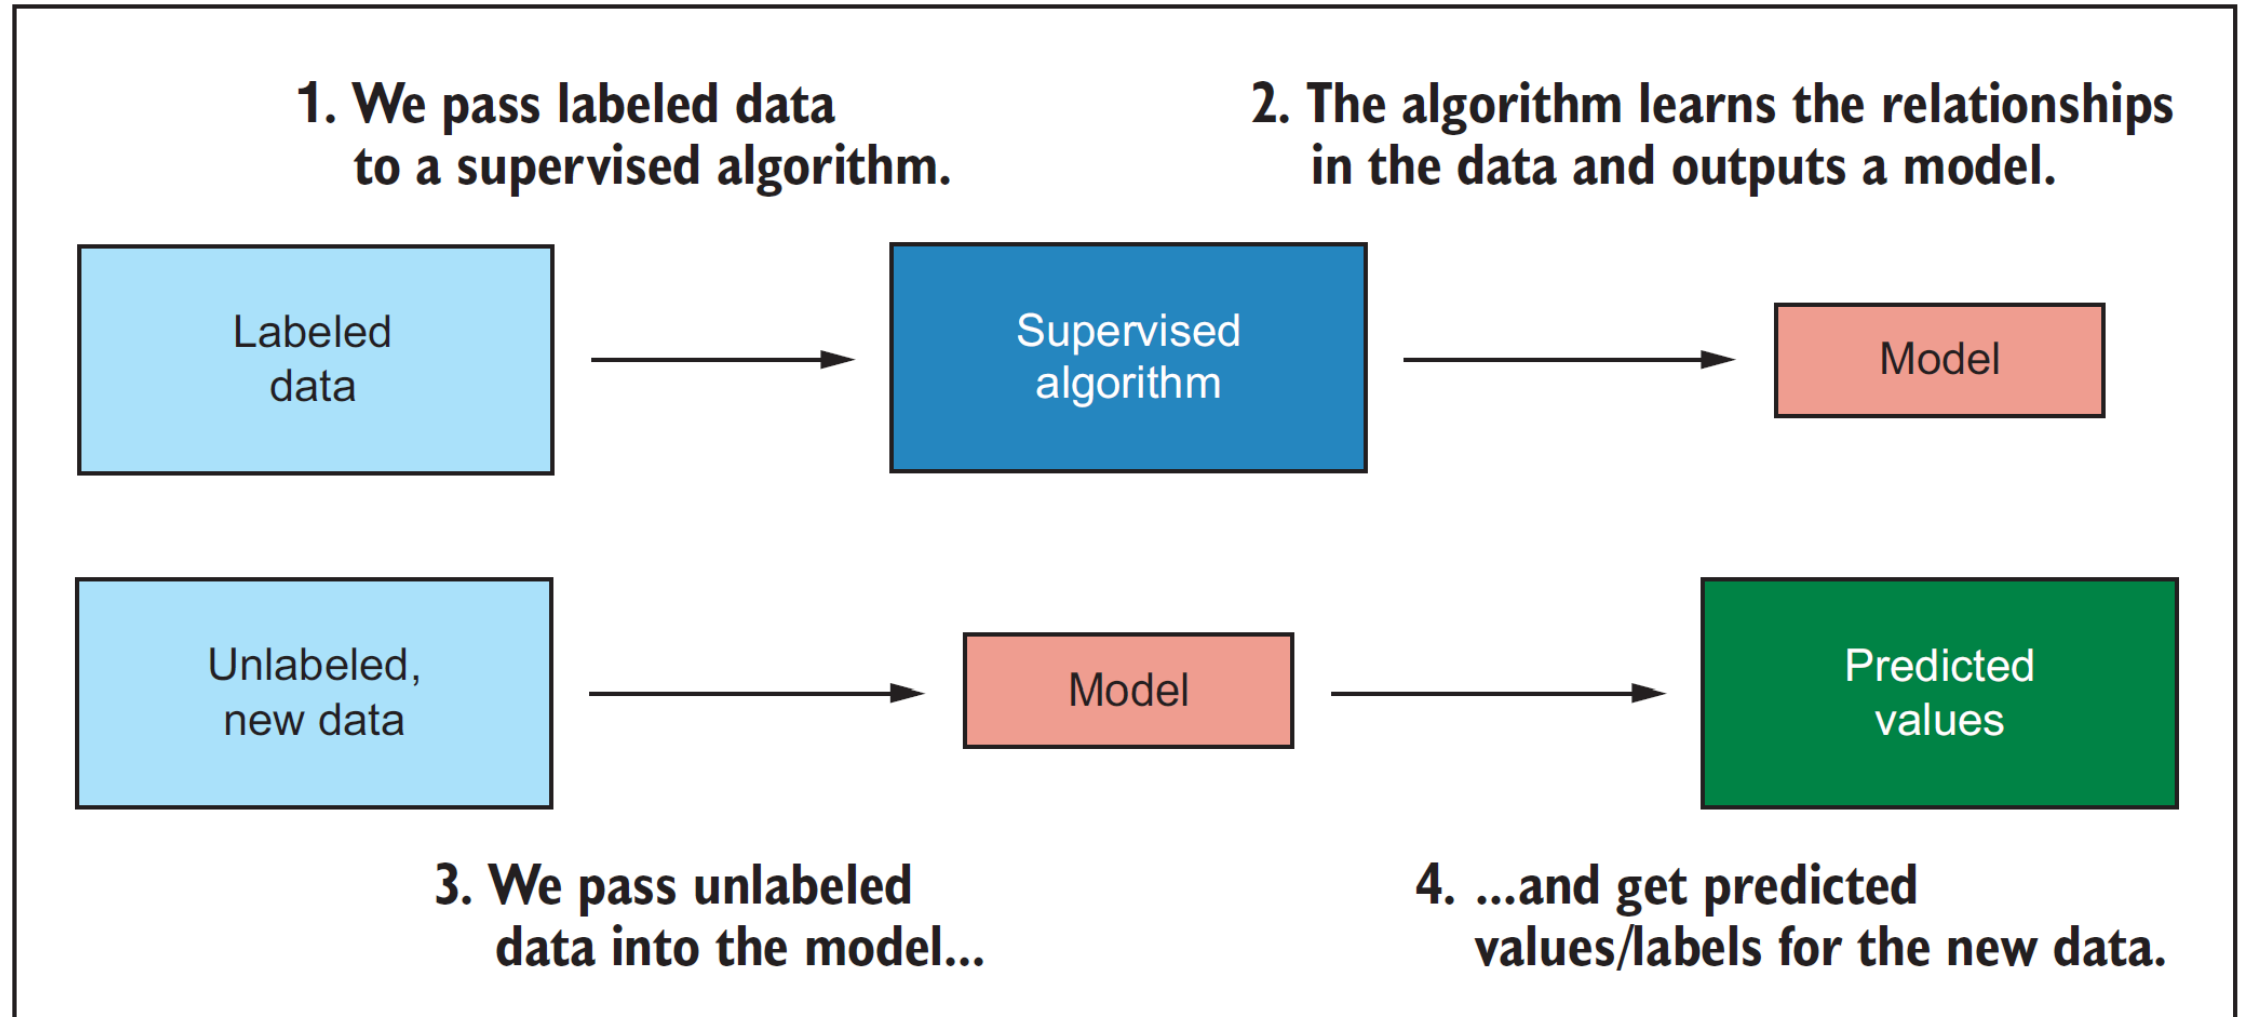 1. We pass labeled data
to a supervised algorithm.
2. The algorithm learns the relationships
in the data and outputs a model.
Labeled
data
Supervised
algorithm
Model
Unlabeled,
new data
Model
Predicted
values
3. We pass unlabeled
data into the model...
4. ...and get predicted
values/labels for the new data.